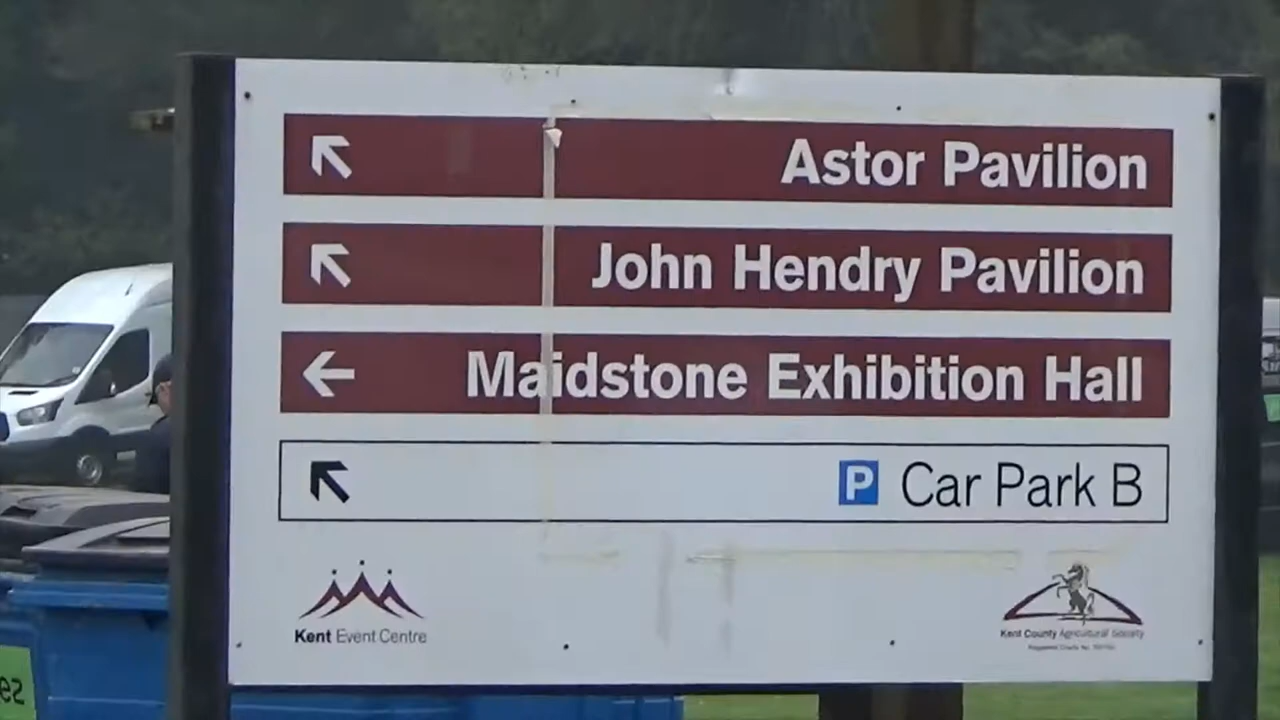 Astor Pavilion
John Hendry Pavilion
Maidstone Exhibition Hall
P Car Park B
Kent Event Centre
Kent County Agricultural Society